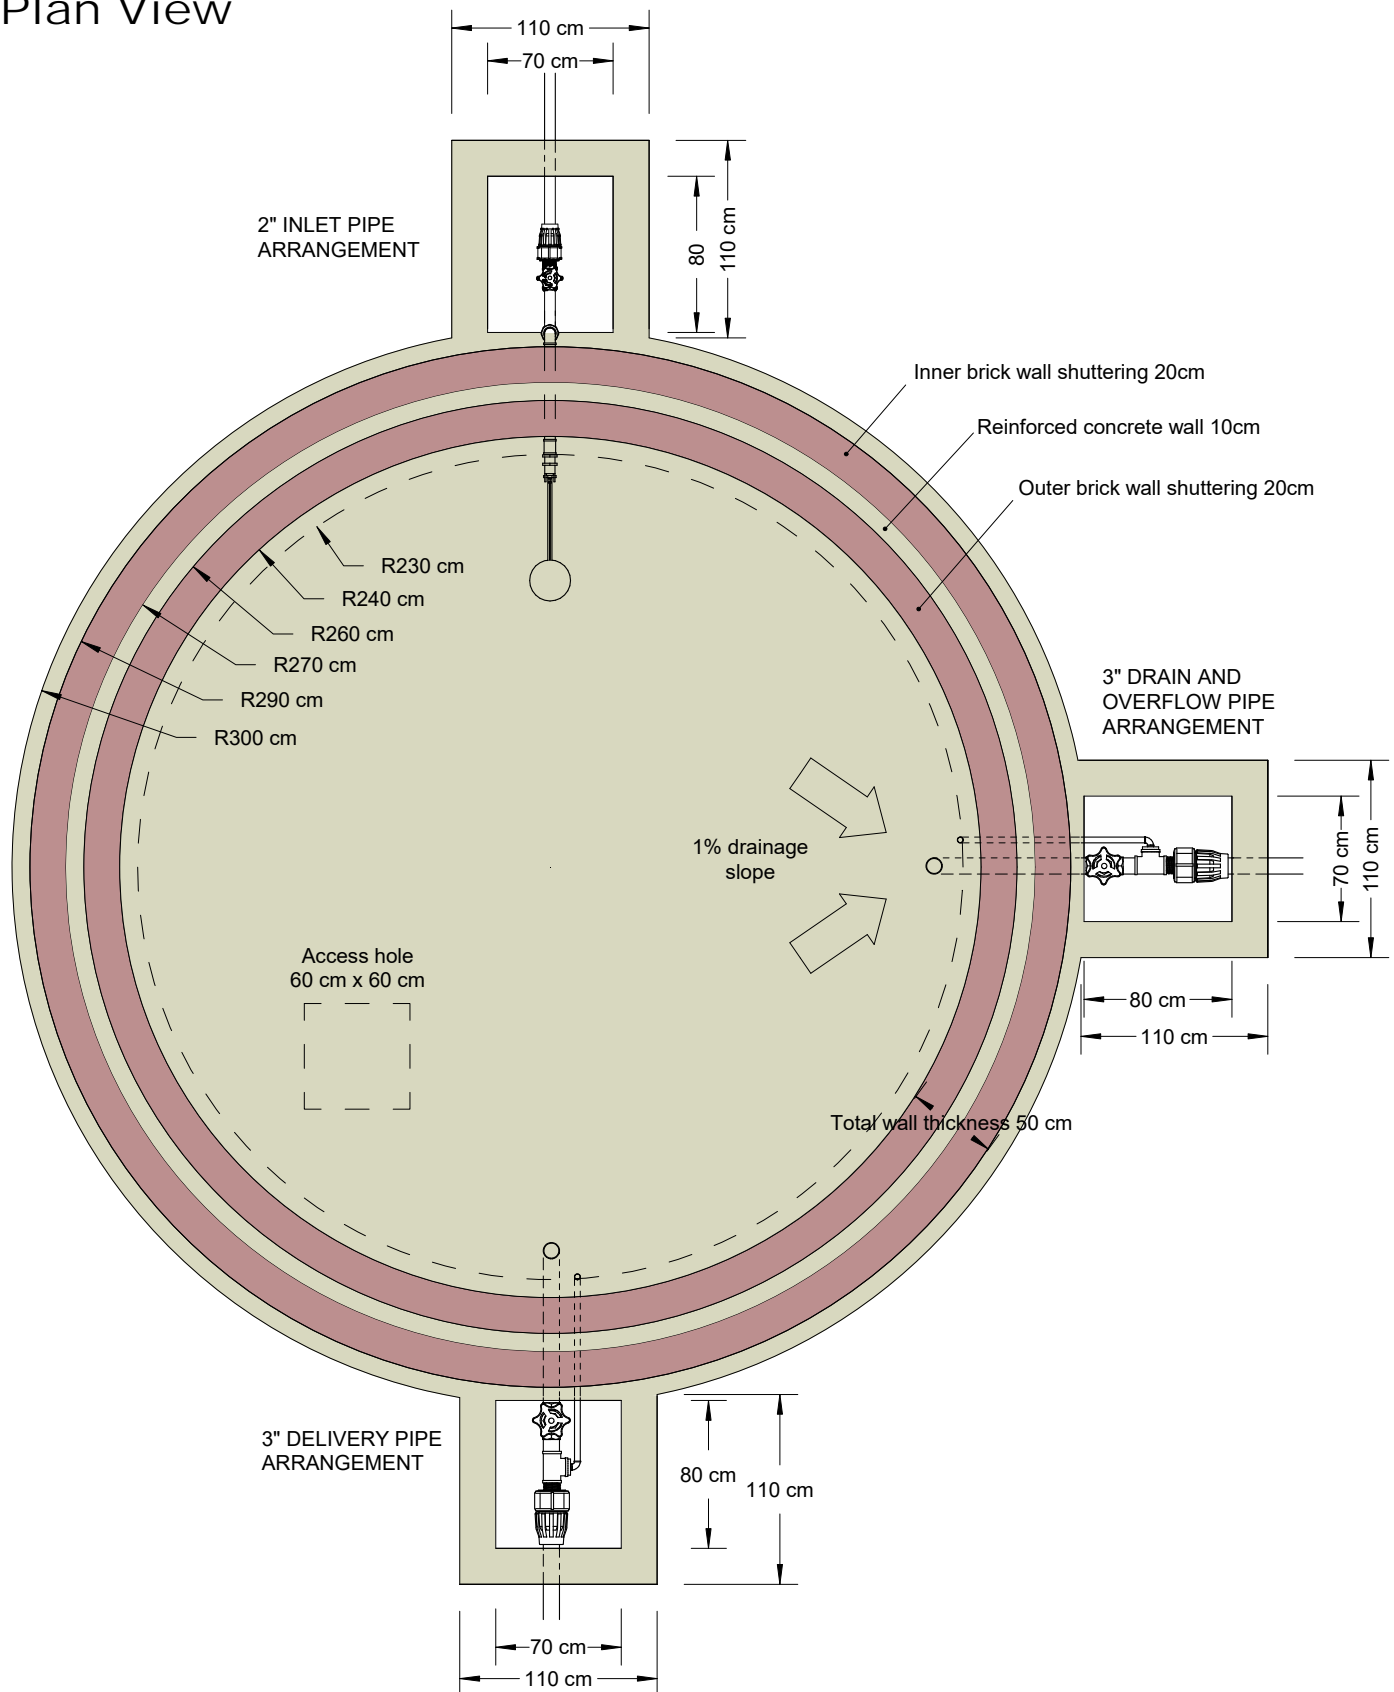 Plan View
110 cm
70 cm
2" INLET PIPE
ARRANGEMENT
80
110 cm
Inner brick wall shuttering 20cm
Reinforced concrete wall 10cm
Outer brick wall shuttering 20cm
R230 cm
R240 cm
R260 cm
R270 cm
R290 cm
R300 cm
3" DRAIN AND
OVERFLOW PIPE
ARRANGEMENT
1% drainage
slope
70 cm
110 cm
Access hole
60 cm x 60 cm
80 cm
110 cm
Total wall thickness 50 cm
3" DELIVERY PIPE
ARRANGEMENT
80 cm
110 cm
70 cm
110 cm